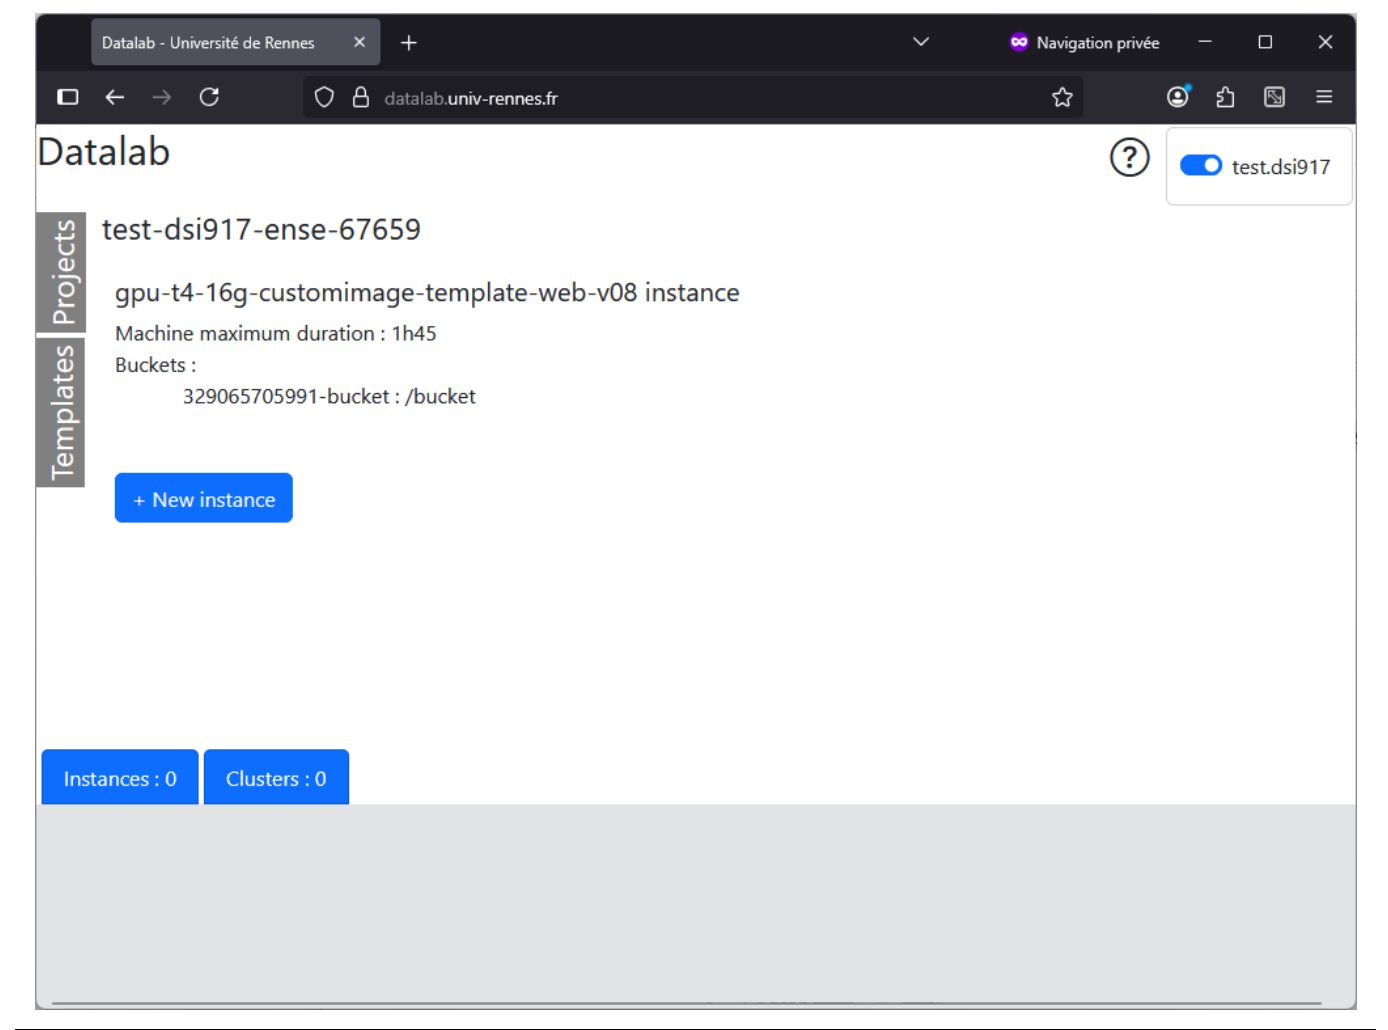 Datalab - Université de Rennes
Navigation privée
datalab.univ-rennes.fr
Datalab
test.dsi917
Projects
Templates
test-dsi917-ense-67659
gpu-t4-16g-customimage-template-web-v08 instance
Machine maximum duration : 1h45
Buckets :
329065705991-bucket : /bucket
+ New instance
Instances : 0
Clusters : 0